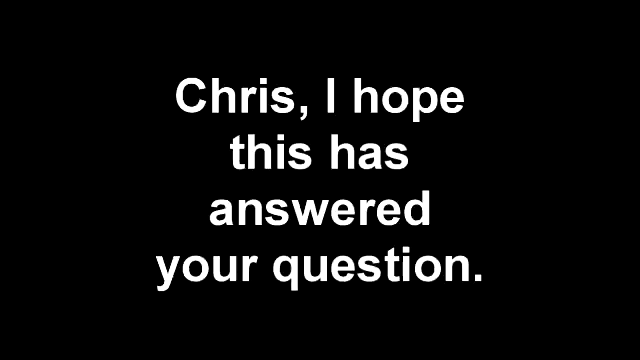 Chris, I hope
this has
answered
your question.